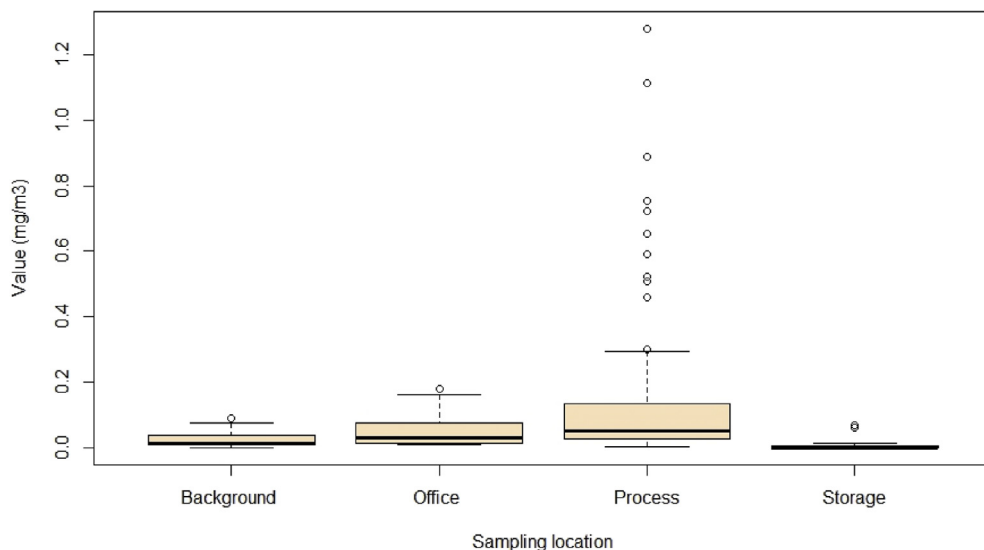 Value (mg/m3)
1.2
1.0
0.8
0.6
0.4
0.2
0.0
Background Office Process Storage
Sampling location